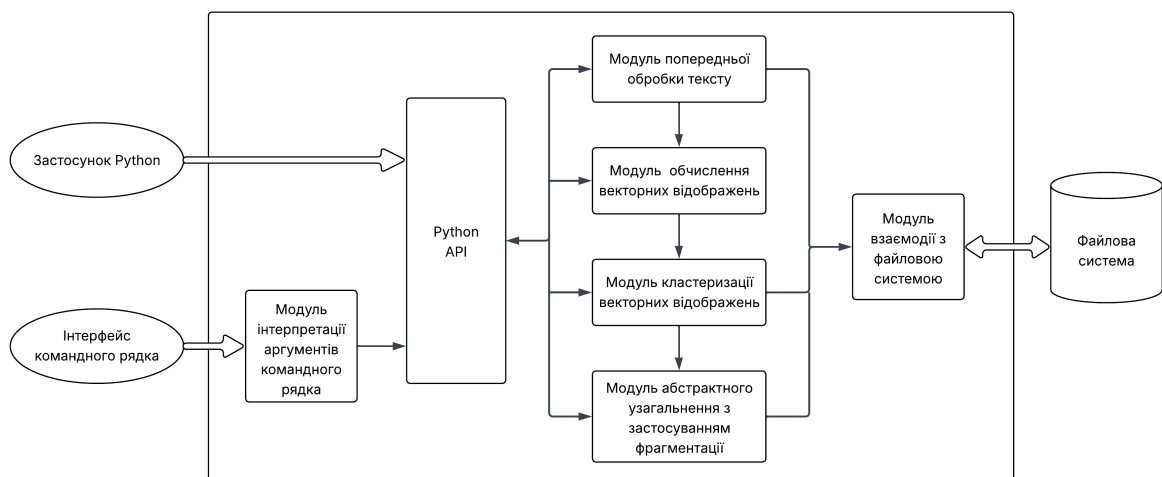 Модуль попередньої
обробки тексту
Застосунок Python
Модуль обчислення
векторних відображень
Python
API
Модуль
взаємодії з
файловою
системою
Файлова
система
Модуль кластеризації
векторних відображень
Інтерфейс
командного рядка
Модуль
інтерпретації
аргументів
командного
рядка
Модуль абстрактного
узагальнення з
застосуванням
фрагментації